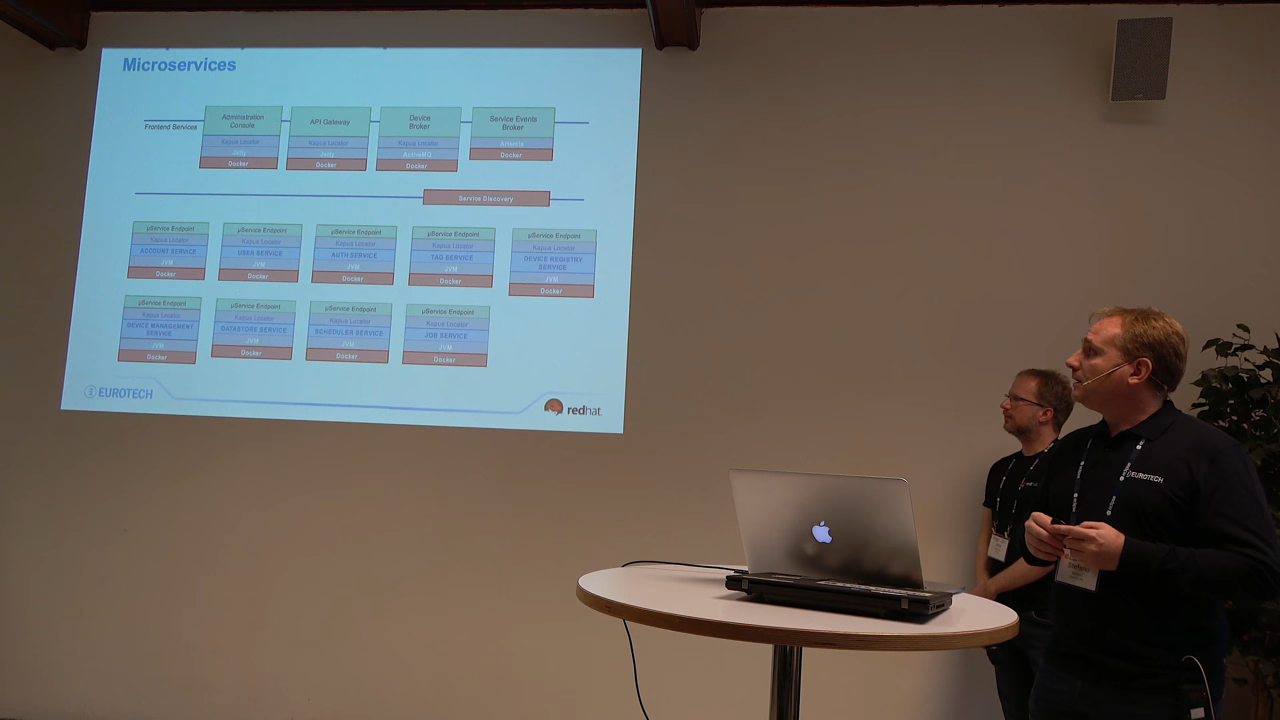 Microservices
Frontend Services
Administration
Console
Kapua Locator
Jetty
Docker
API Gateway
Kapua Locator
Jetty
Docker
Device
Broker
Kapua Locator
ActiveMQ
Docker
Service Events
Broker
Artemis
Docker
Service Discovery
µService Endpoint
Kapua Locator
ACCOUNT SERVICE
JVM
Docker
µService Endpoint
Kapua Locator
USER SERVICE
JVM
Docker
µService Endpoint
Kapua Locator
AUTH SERVICE
JVM
Docker
µService Endpoint
Kapua Locator
TAG SERVICE
JVM
Docker
µService Endpoint
Kapua Locator
DEVICE REGISTRY
SERVICE
JVM
Docker
µService Endpoint
Kapua Locator
DEVICE MANAGEMENT
SERVICE
JVM
Docker
µService Endpoint
Kapua Locator
DATASTORE SERVICE
JVM
Docker
µService Endpoint
Kapua Locator
SCHEDULER SERVICE
JVM
Docker
µService Endpoint
Kapua Locator
JOB SERVICE
JVM
Docker
EUROTECH
redhat.
EUROTECH
Stefano